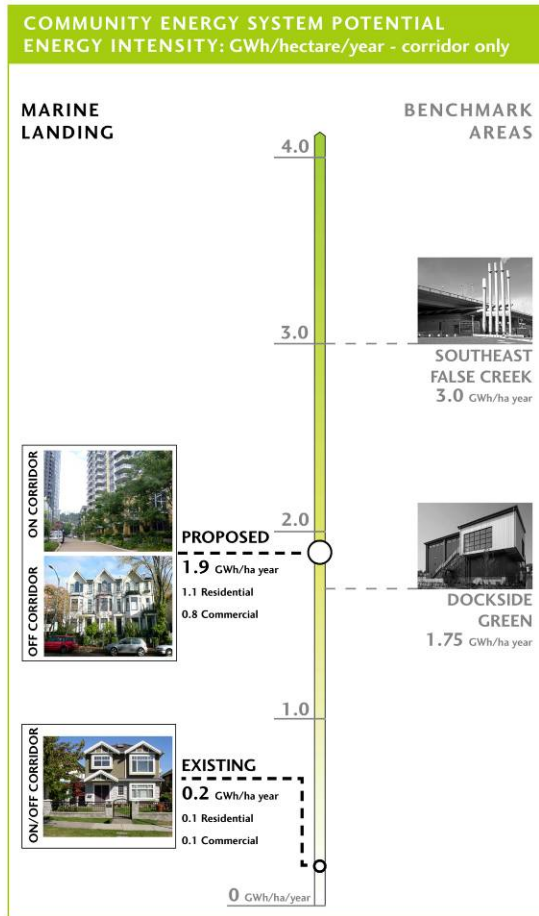 COMMUNITY ENERGY SYSTEM POTENTIAL
ENERGY INTENSITY: GWh/hectare/year - corridor only
MARINE
LANDING
BENCHMARK
AREAS
4.0
3.0
SOUTHEAST
FALSE CREEK
3.0 GWh/ha year
2.0
ON CORRIDOR
OFF CORRIDOR
PROPOSED
1.9 GWh/ha year
1.1 Residential
0.8 Commercial
DOCKSIDE
GREEN
1.75 GWh/ha year
1.0
ON/OFF CORRIDOR
EXISTING
0.2 GWh/ha year
0.1 Residential
0.1 Commercial
0 GWh/ha/year